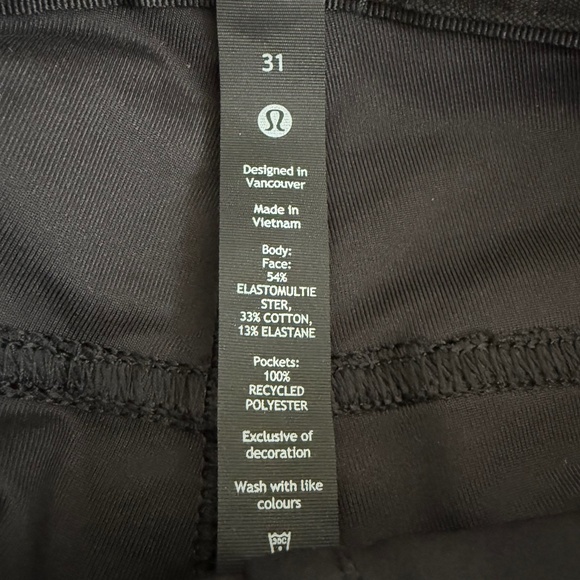 31
Designed in
Vancouver
Made in
Vietnam
Body:
Face:
54%
ELASTOMULTIE
STER,
33% COTTON,
13% ELASTANE
Pockets:
100%
RECYCLED
POLYESTER
Exclusive of
decoration
Wash with like
colours
30C